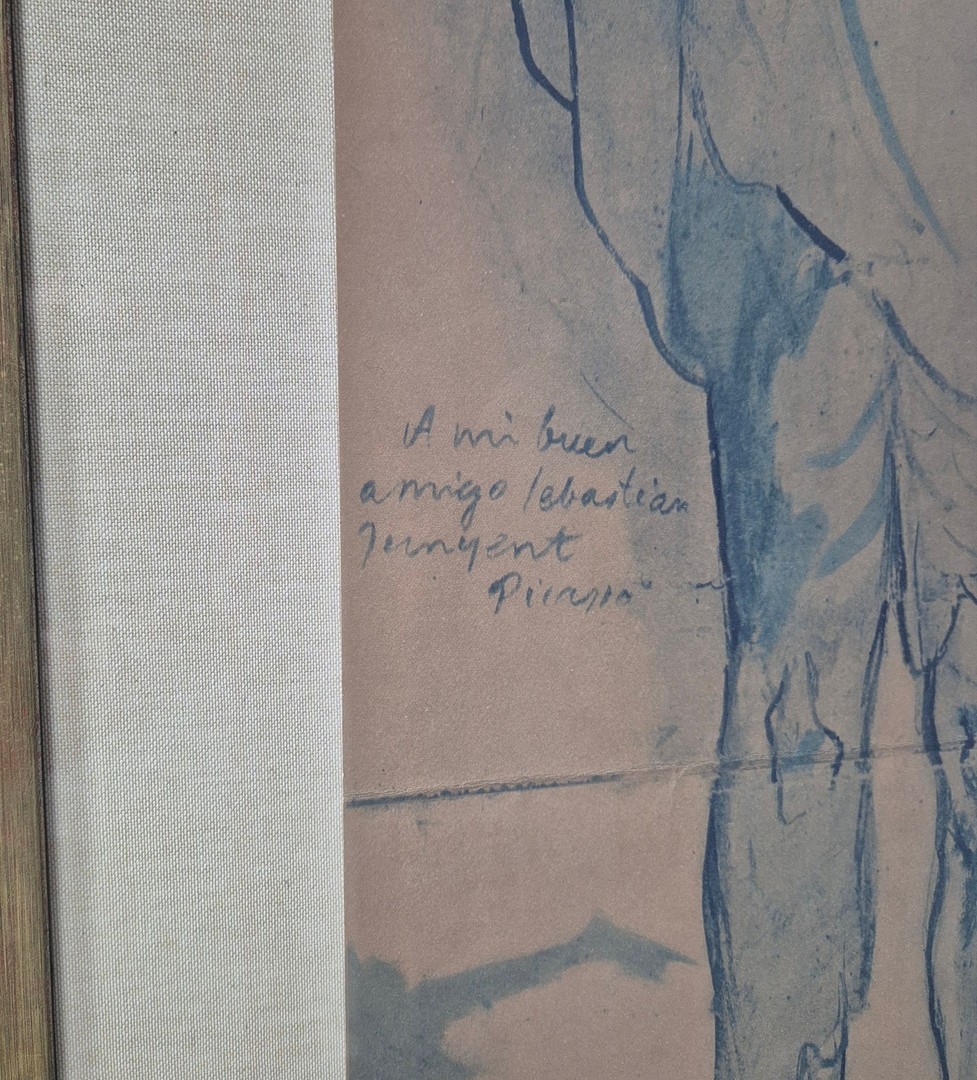 A mi buen
amigo Sebastian
Junyent
Picasso